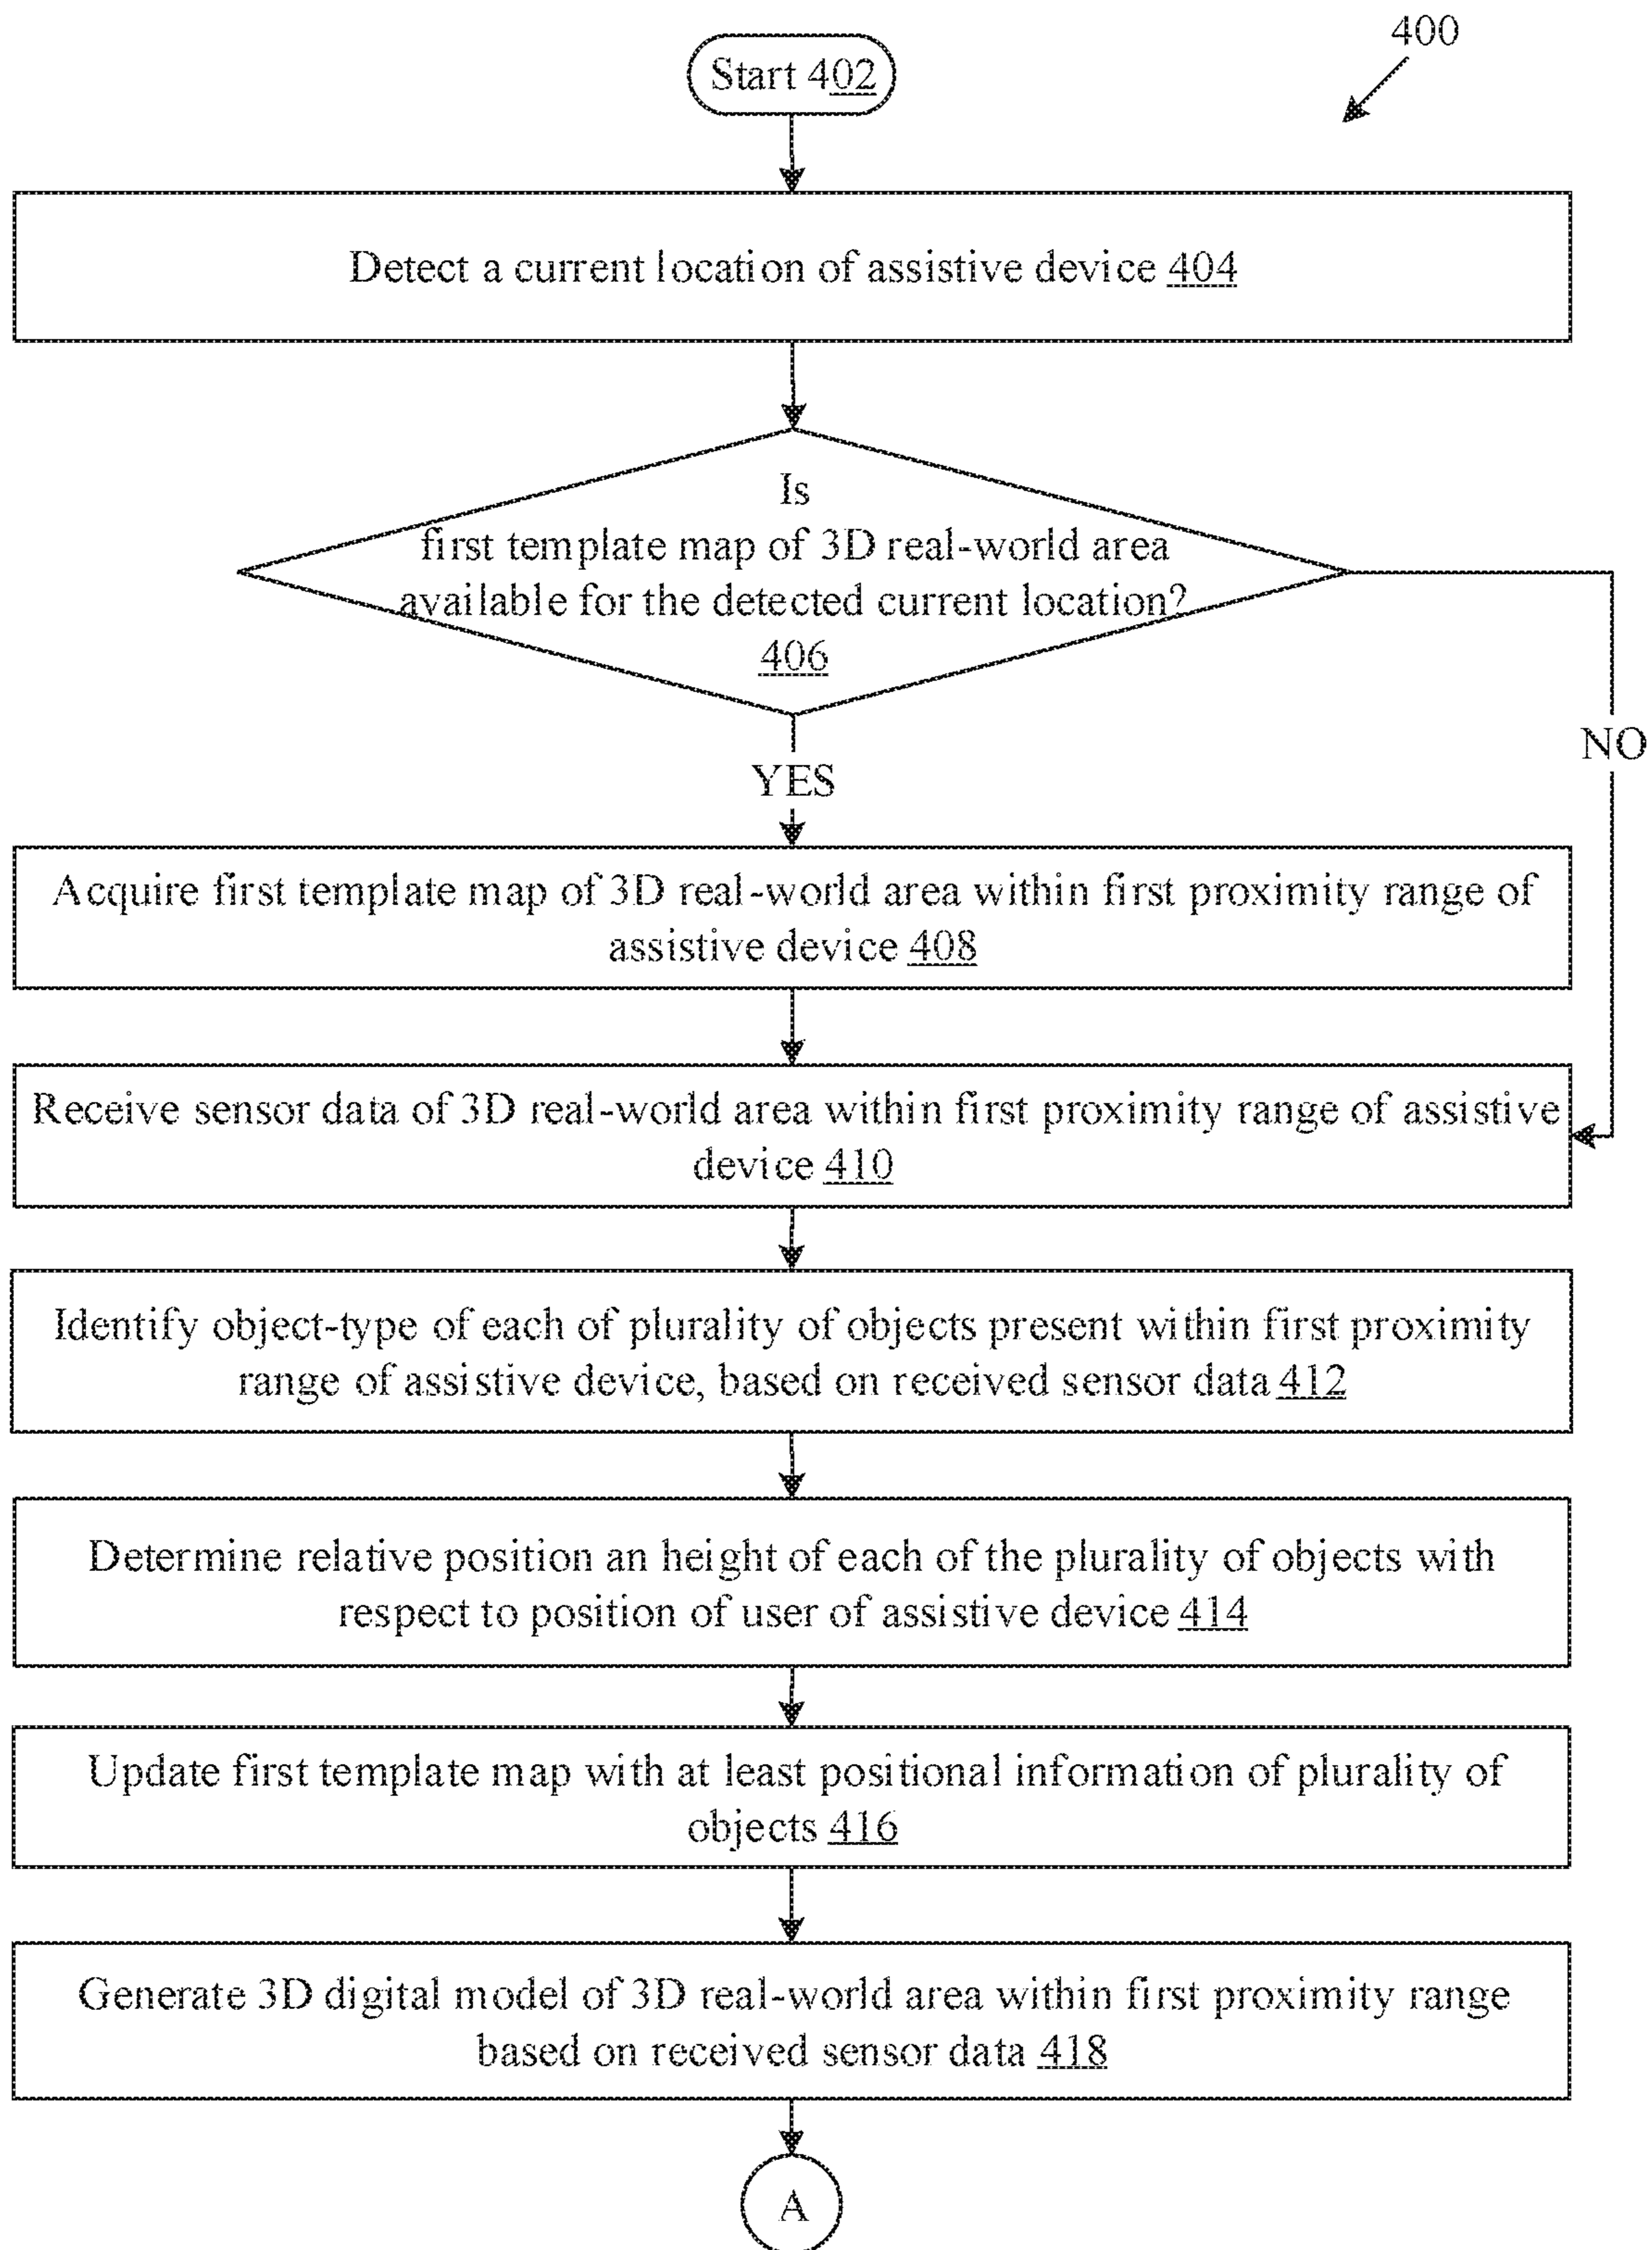 400
Start 402
Detect a current location of assistive device 404
Is
first template map of 3D real-world area
available for the detected current location?
406
NO
YES
Acquire first template map of 3D real-world area within first proximity range of
assistive device 408
Receive sensor data of 3D real-world area within first proximity range of assistive
device 410
Identify object-type of each of plurality of objects present within first proximity
range of assistive device, based on received sensor data 412
Determine relative position an height of each of the plurality of objects with
respect to position of user of assistive device 414
Update first template map with at least positional information of plurality of
objects 416
Generate 3D digital model of 3D real-world area within first proximity range
based on received sensor data 418
A